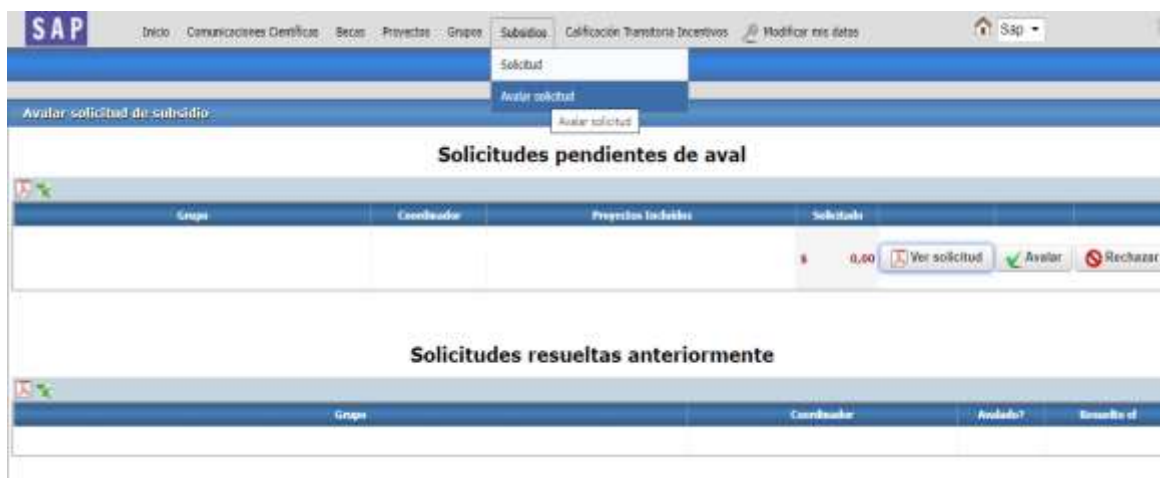 SAP Inicio Comunicaciones Científicas Becas Proyectos Grupos Subsidios Calificación Transitoria Incentivos Modificar mis datos Sap
Solicitud
Avalar solicitud
Avalar solicitud de subsidio
Avalar solicitud
Solicitudes pendientes de aval
Grupo Coordinador Proyectos Incluidos Solicitado
$ 0,00 Ver solicitud Avalar Rechazar
Solicitudes resueltas anteriormente
Grupo Coordinador Avalado? Resuelto el